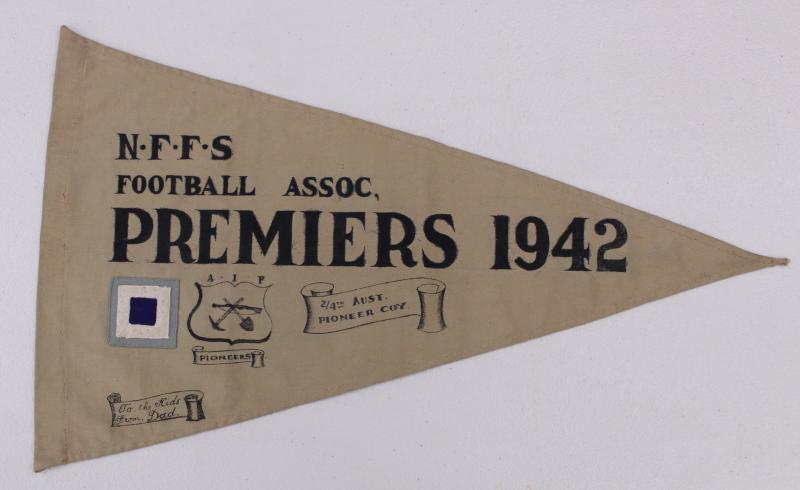 N·F·F·S
FOOTBALL ASSOC,
PREMIERS 1942
A·I·F
PIONEERS
2/4TH AUST.
PIONEER COY.
To the Kids
From, Dad.